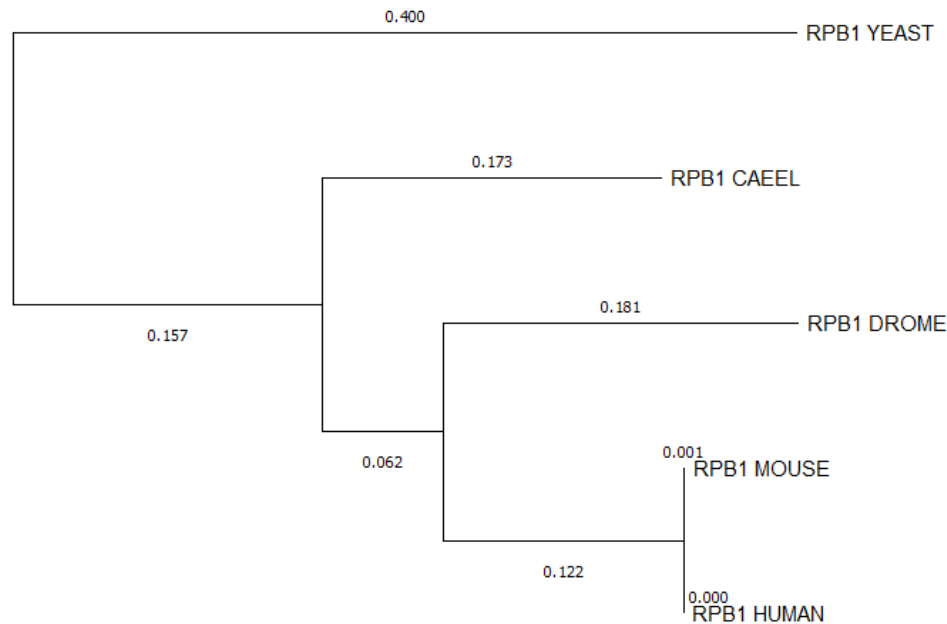 0.400
RPB1 YEAST
0.173
RPB1 CAEEL
0.157
0.181
RPB1 DROME
0.062
0.001
RPB1 MOUSE
0.122
0.000
RPB1 HUMAN